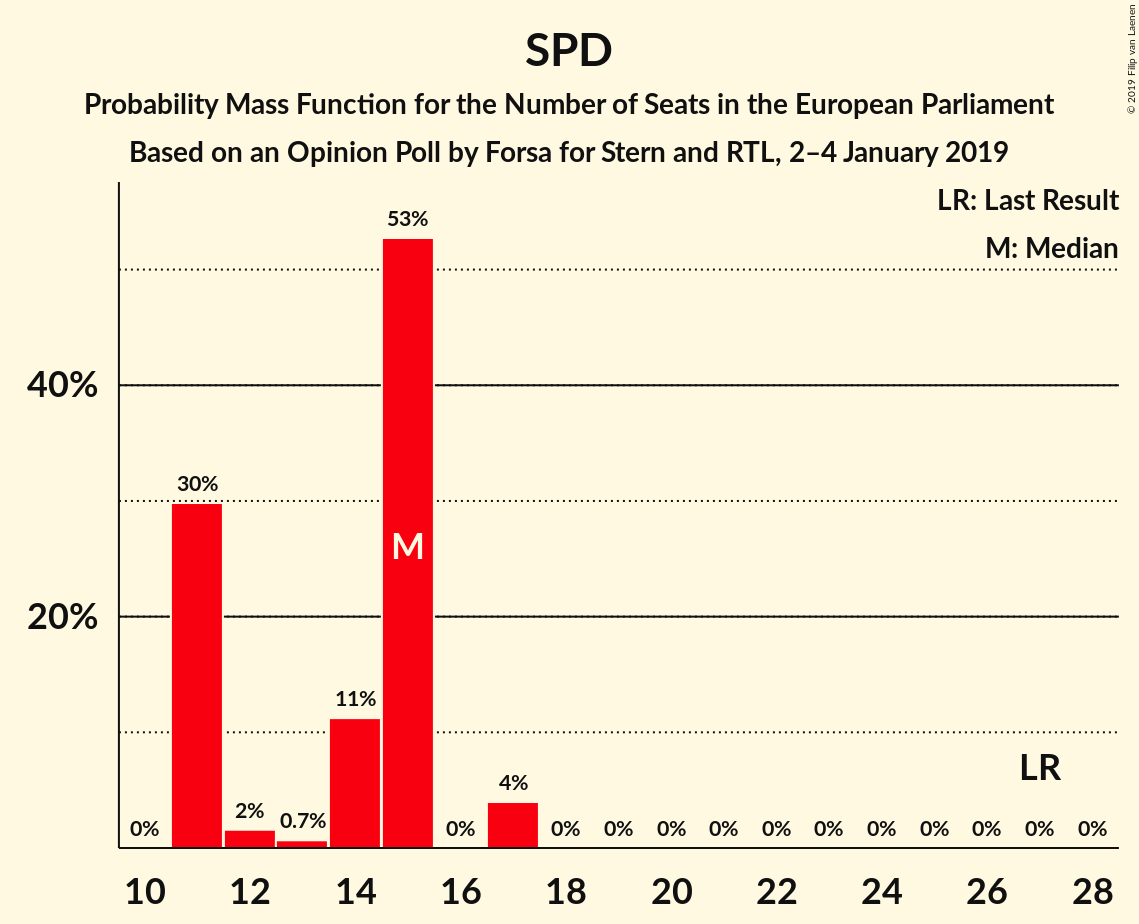 SPD
Probability Mass Function for the Number of Seats in the European Parliament
Based on an Opinion Poll by Forsa for Stern and RTL, 2–4 January 2019
© 2019 Filip van Laenen
LR: Last Result
M: Median
53%
40%
30%
M
20%
11%
LR
4%
2%
0.7%
0% 0% 0% 0% 0% 0% 0% 0% 0% 0% 0% 0% 0%
10 12 14 16 18 20 22 24 26 28